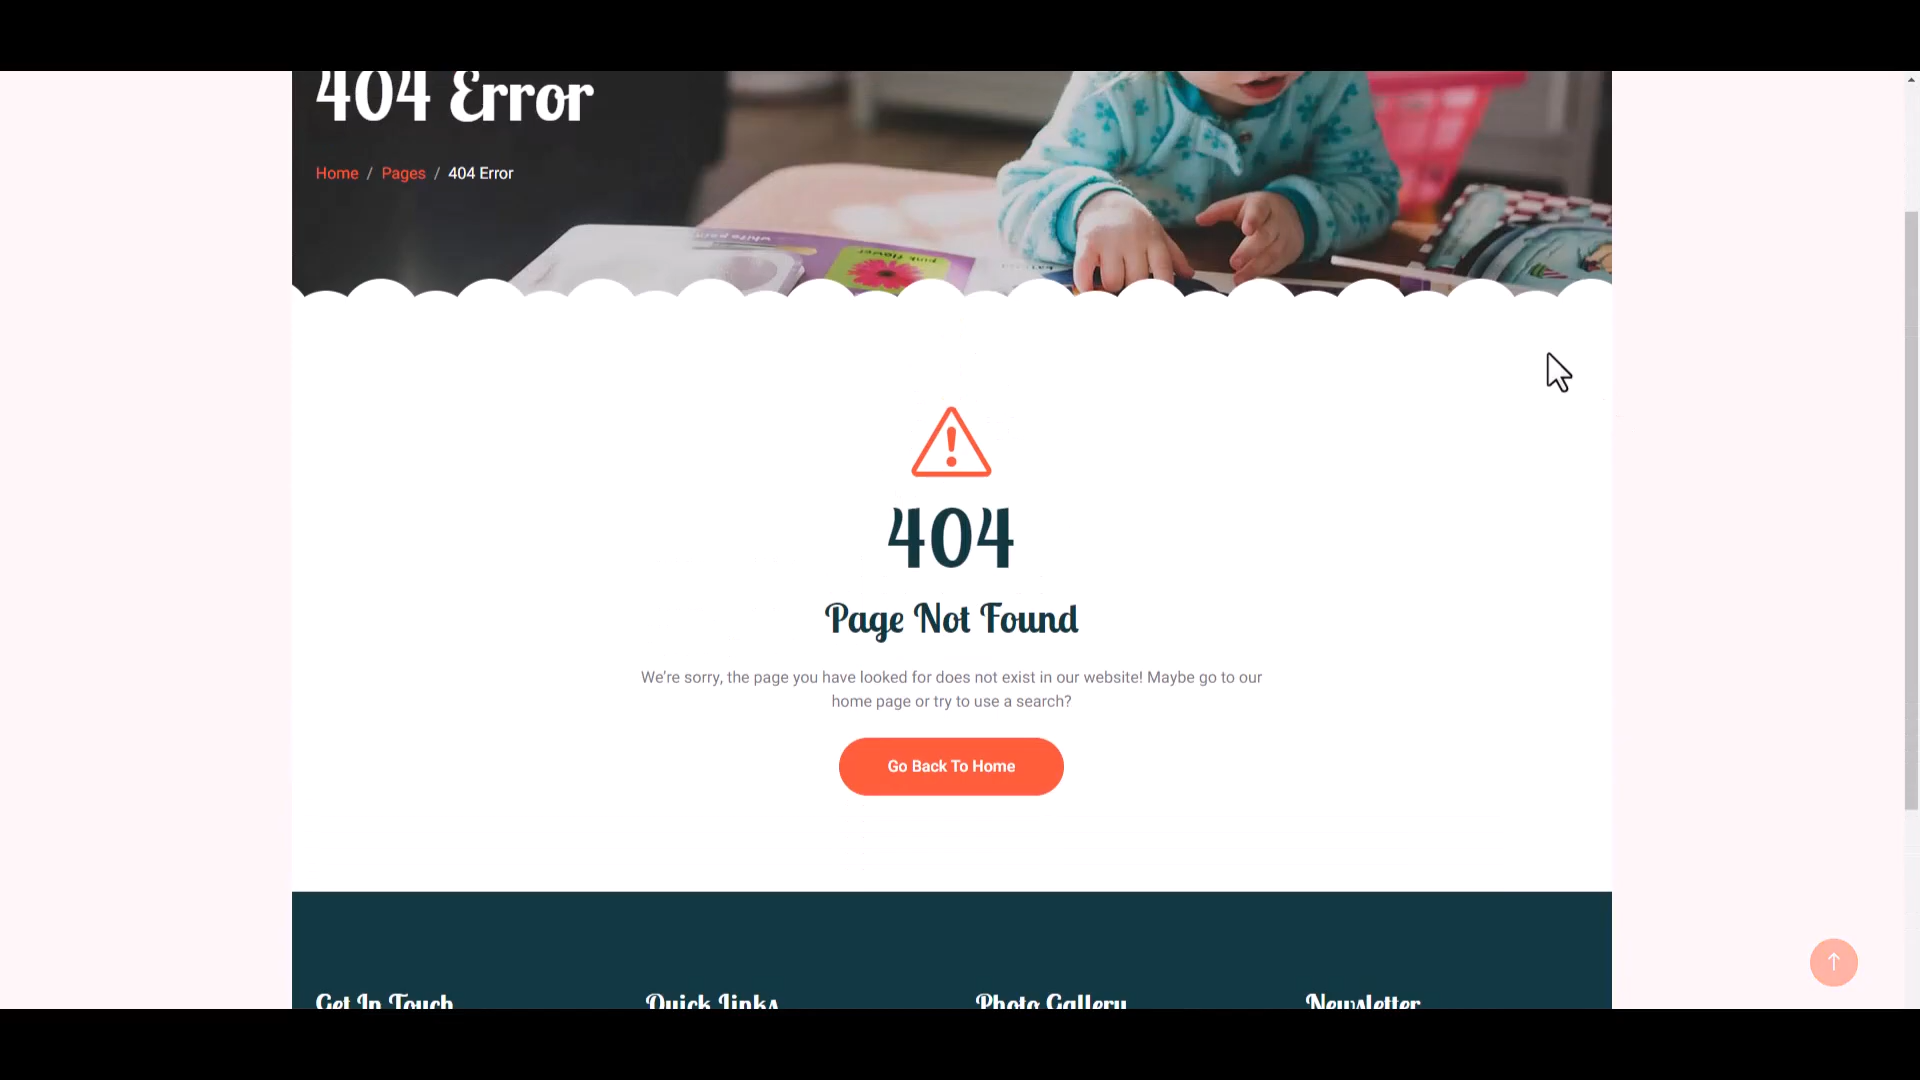 404 Error
Home / Pages / 404 Error
404
Page Not Found
We're sorry, the page you have looked for does not exist in our website! Maybe go to our
home page or try to use a search?
Go Back To Home
Get In Touch
Quick Links
Photo Gallery
Newsletter